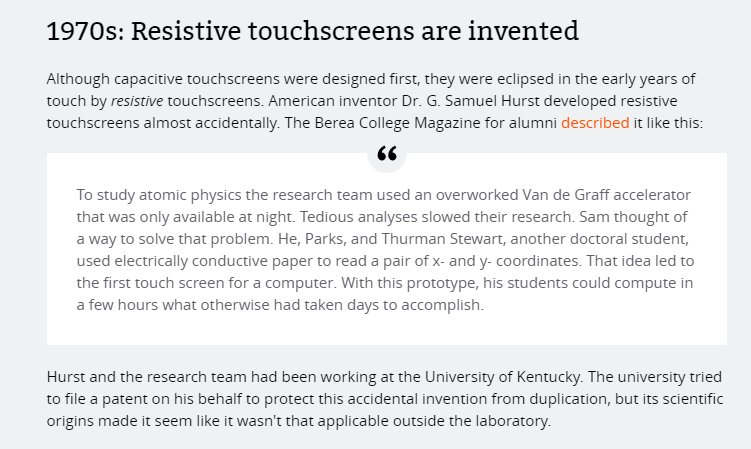 1970s: Resistive touchscreens are invented
Although capacitive touchscreens were designed first, they were eclipsed in the early years of
touch by resistive touchscreens. American inventor Dr. G. Samuel Hurst developed resistive
touchscreens almost accidentally. The Berea College Magazine for alumni described it like this:
“
To study atomic physics the research team used an overworked Van de Graff accelerator
that was only available at night. Tedious analyses slowed their research. Sam thought of
a way to solve that problem. He, Parks, and Thurman Stewart, another doctoral student,
used electrically conductive paper to read a pair of x- and y- coordinates. That idea led to
the first touch screen for a computer. With this prototype, his students could compute in
a few hours what otherwise had taken days to accomplish.
Hurst and the research team had been working at the University of Kentucky. The university tried
to file a patent on his behalf to protect this accidental invention from duplication, but its scientific
origins made it seem like it wasn't that applicable outside the laboratory.